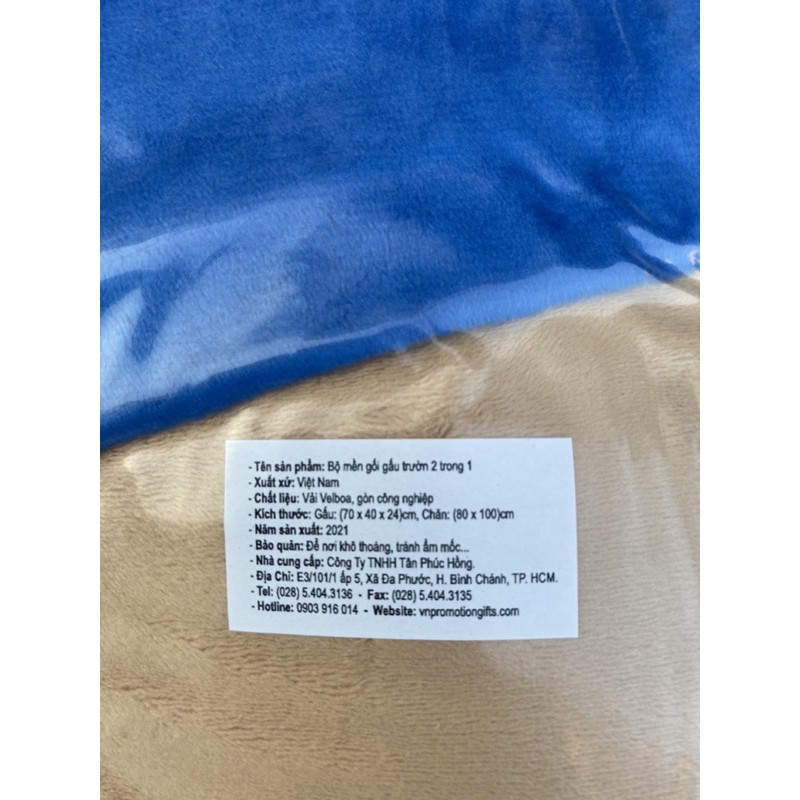 - Tên sản phẩm: Bộ mền gối gấu trườn 2 trong 1
- Xuất xứ: Việt Nam
- Chất liệu: Vải Velboa, gòn công nghiệp
- Kích thước: Gấu: (70 x 40 x 24)cm, Chăn: (80 x 100)cm
- Năm sản xuất: 2021
- Bảo quản: Để nơi khô thoáng, tránh ẩm mốc...
- Nhà cung cấp: Công Ty TNHH Tân Phúc Hồng.
- Địa Chỉ: E3/101/1 ấp 5, Xã Đa Phước, H. Bình Chánh, TP. HCM.
- Tel: (028) 5.404.3136 - Fax: (028) 5.404.3135
- Hotline: 0903 916 014 - Website: vnpromotiongifts.com